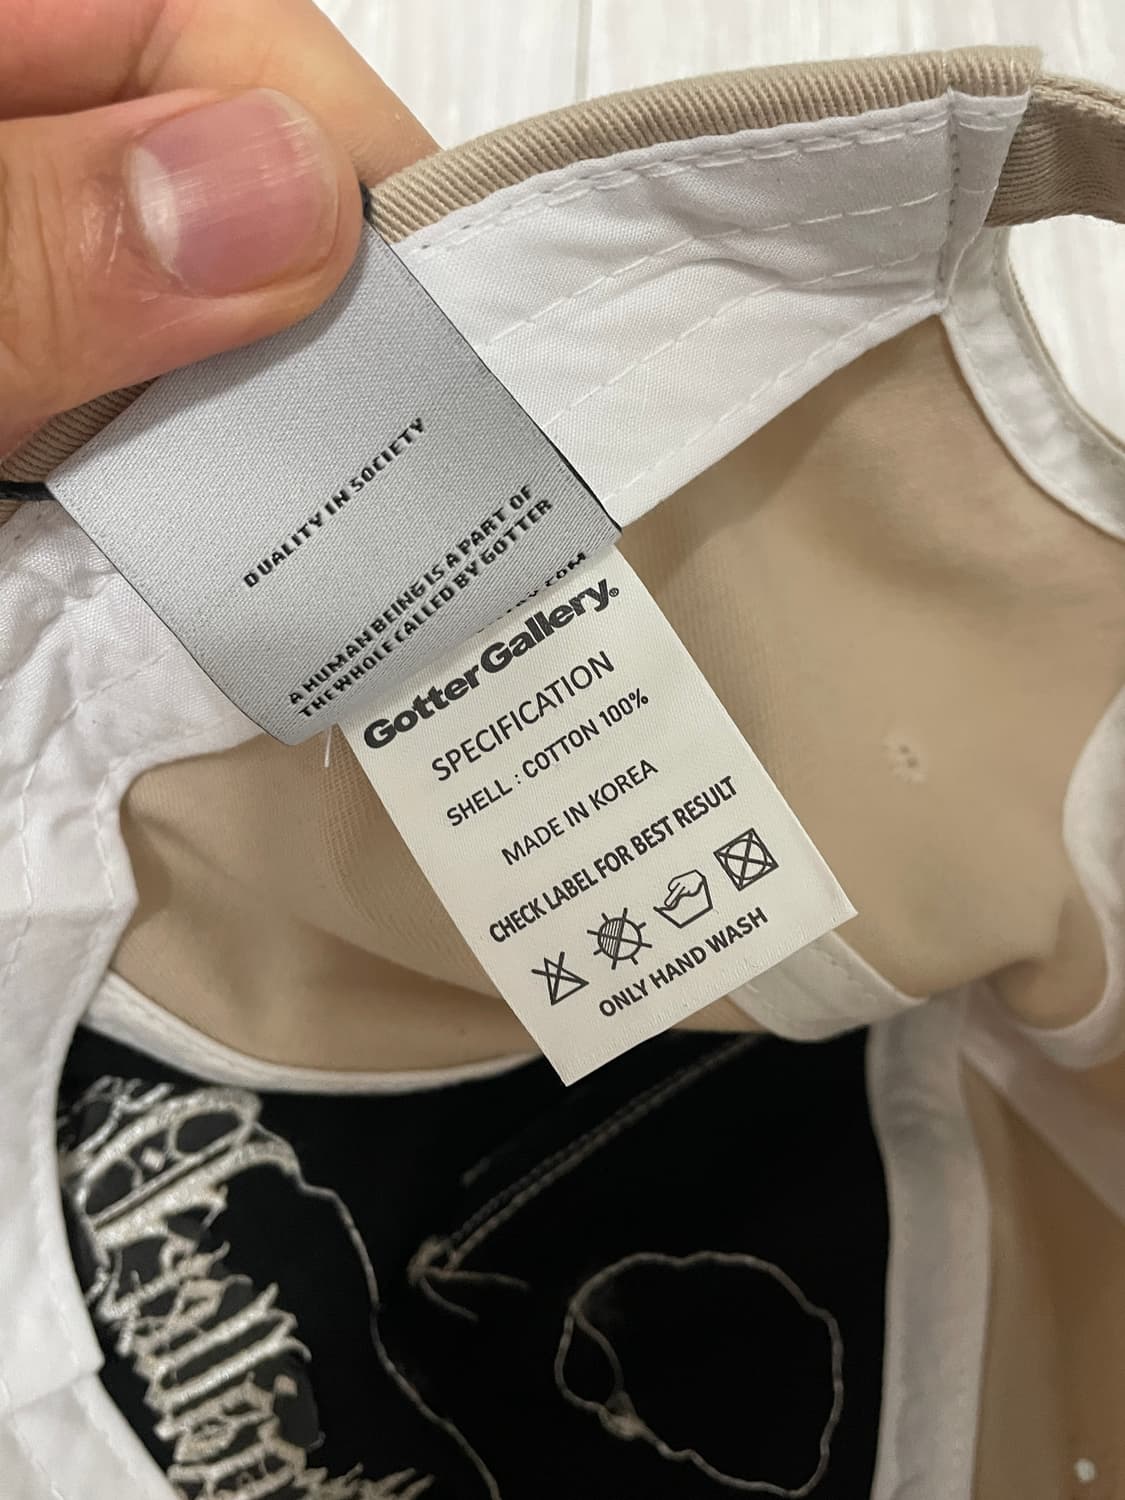 DUALITY IN SOCIETY
A HUMAN BEING IS A PART OF
THE WHOLE CALLED BY GOTTER
GotterGallery®
SPECIFICATION
SHELL : COTTON 100%
MADE IN KOREA
CHECK LABEL FOR BEST RESULT
ONLY HAND WASH